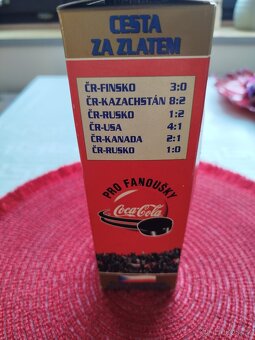 CESTA
ZA ZLATEM
ČR-FINSKO 3:0
ČR-KAZACHSTÁN 8:2
ČR-RUSKO 1:2
ČR-USA 4:1
ČR-KANADA 2:1
ČR-RUSKO 1:0
PRO FANOUŠKY
Coca-Cola